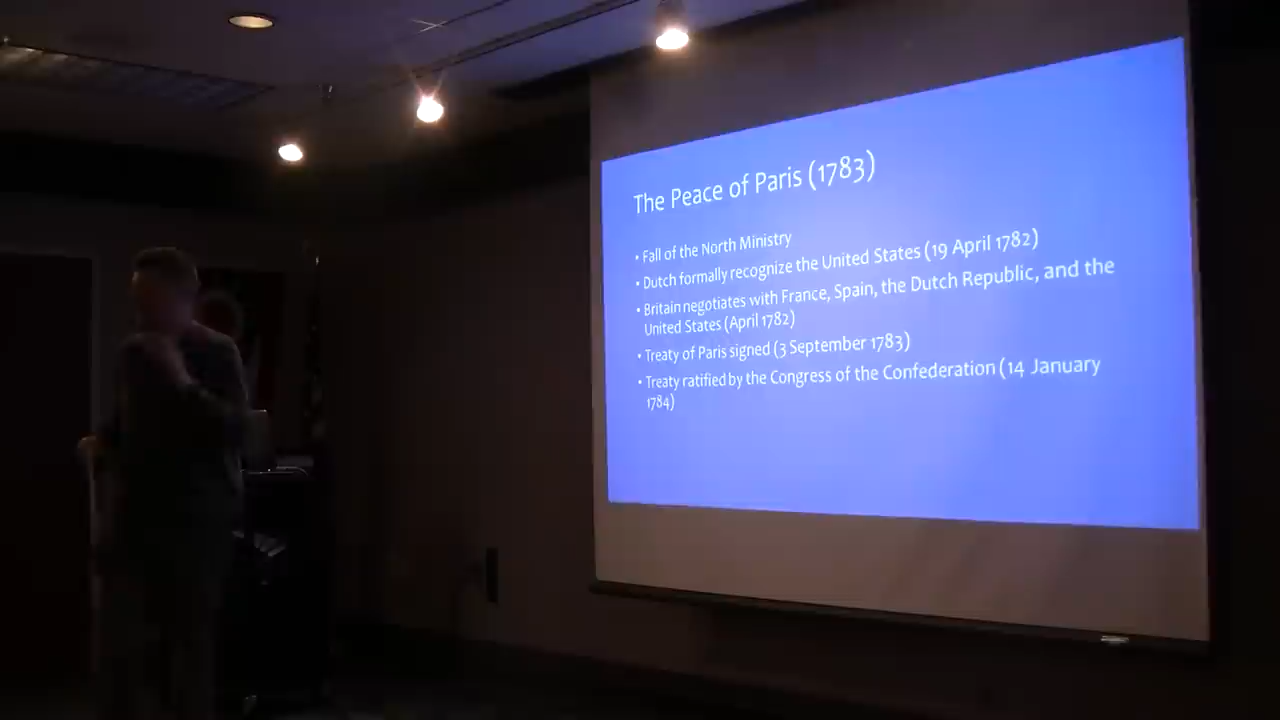 The Peace of Paris (1783)
• Fall of the North Ministry
• Dutch formally recognize the United States (19 April 1782)
• Britain negotiates with France, Spain, the Dutch Republic, and the
United States (April 1782)
• Treaty of Paris signed (3 September 1783)
• Treaty ratified by the Congress of the Confederation (14 January
1784)